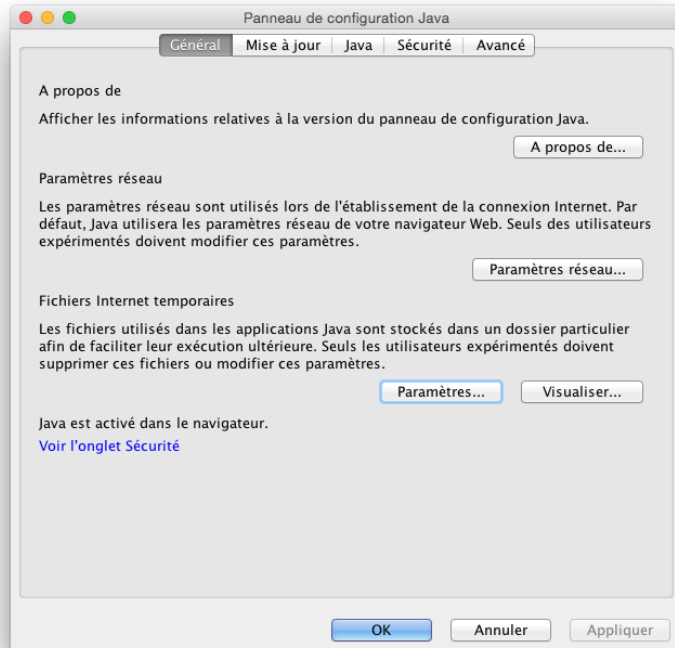 Panneau de configuration Java
Général Mise à jour Java Sécurité Avancé
A propos de
Afficher les informations relatives à la version du panneau de configuration Java.
A propos de...
Paramètres réseau
Les paramètres réseau sont utilisés lors de l'établissement de la connexion Internet. Par
défaut, Java utilisera les paramètres réseau de votre navigateur Web. Seuls des utilisateurs
expérimentés doivent modifier ces paramètres.
Paramètres réseau...
Fichiers Internet temporaires
Les fichiers utilisés dans les applications Java sont stockés dans un dossier particulier
afin de faciliter leur exécution ultérieure. Seuls les utilisateurs expérimentés doivent
supprimer ces fichiers ou modifier ces paramètres.
Paramètres... Visualiser...
Java est activé dans le navigateur.
Voir l'onglet Sécurité
OK Annuler Appliquer